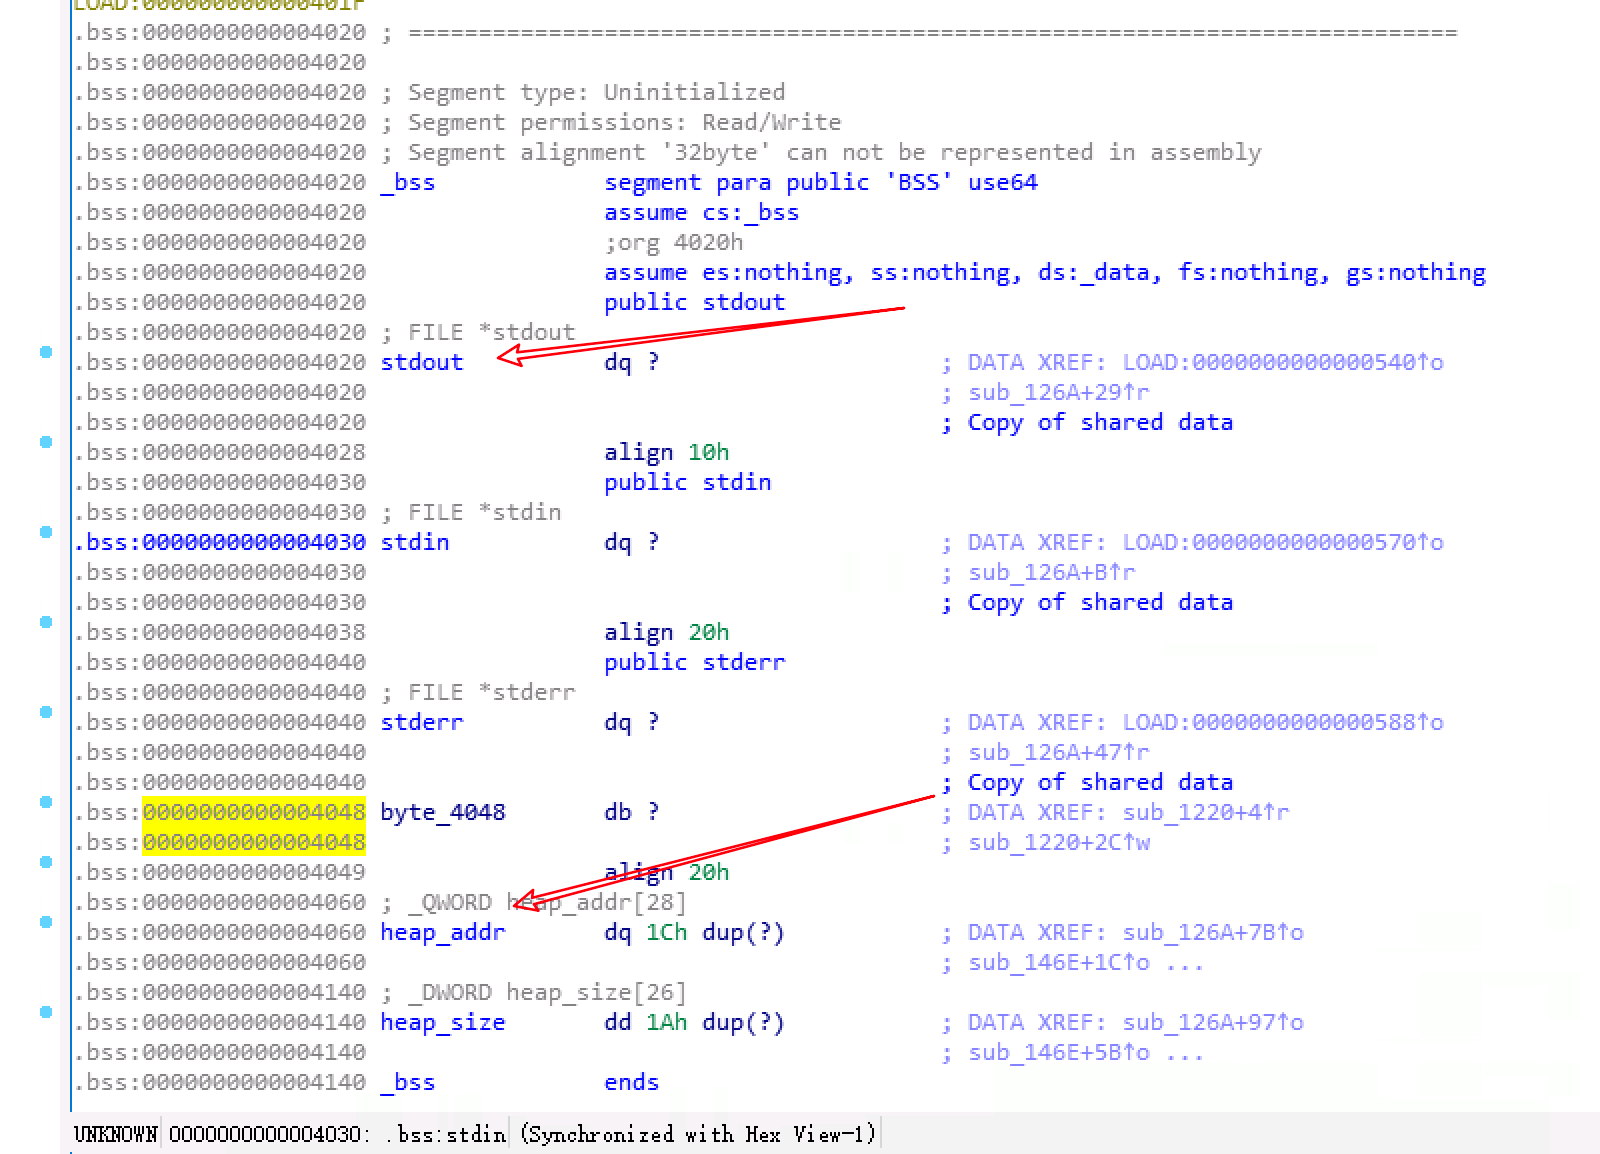 LOAD:000000000000401F
.bss:0000000000004020 ; ===========================================================================
.bss:0000000000004020
.bss:0000000000004020 ; Segment type: Uninitialized
.bss:0000000000004020 ; Segment permissions: Read/Write
.bss:0000000000004020 ; Segment alignment '32byte' can not be represented in assembly
.bss:0000000000004020 _bss segment para public 'BSS' use64
.bss:0000000000004020 assume cs:_bss
.bss:0000000000004020 ;org 4020h
.bss:0000000000004020 assume es:nothing, ss:nothing, ds:_data, fs:nothing, gs:nothing
.bss:0000000000004020 public stdout
.bss:0000000000004020 ; FILE *stdout
.bss:0000000000004020 stdout dq ? ; DATA XREF: LOAD:0000000000000540↑o
.bss:0000000000004020 ; sub_126A+29↑r
.bss:0000000000004020 ; Copy of shared data
.bss:0000000000004028 align 10h
.bss:0000000000004030 public stdin
.bss:0000000000004030 ; FILE *stdin
.bss:0000000000004030 stdin dq ? ; DATA XREF: LOAD:0000000000000570↑o
.bss:0000000000004030 ; sub_126A+B↑r
.bss:0000000000004030 ; Copy of shared data
.bss:0000000000004038 align 20h
.bss:0000000000004040 public stderr
.bss:0000000000004040 ; FILE *stderr
.bss:0000000000004040 stderr dq ? ; DATA XREF: LOAD:0000000000000588↑o
.bss:0000000000004040 ; sub_126A+47↑r
.bss:0000000000004040 ; Copy of shared data
.bss:0000000000004048 byte_4048 db ? ; DATA XREF: sub_1220+4↑r
.bss:0000000000004048 ; sub_1220+2C↑w
.bss:0000000000004049 align 20h
.bss:0000000000004060 ; _QWORD heap_addr[28]
.bss:0000000000004060 heap_addr dq 1Ch dup(?) ; DATA XREF: sub_126A+7B↑o
.bss:0000000000004060 ; sub_146E+1C↑o ...
.bss:0000000000004140 ; _DWORD heap_size[26]
.bss:0000000000004140 heap_size dd 1Ah dup(?) ; DATA XREF: sub_126A+97↑o
.bss:0000000000004140 ; sub_146E+5B↑o ...
.bss:0000000000004140 _bss ends
UNKNOWN 0000000000004030: .bss:stdin (Synchronized with Hex View-1)